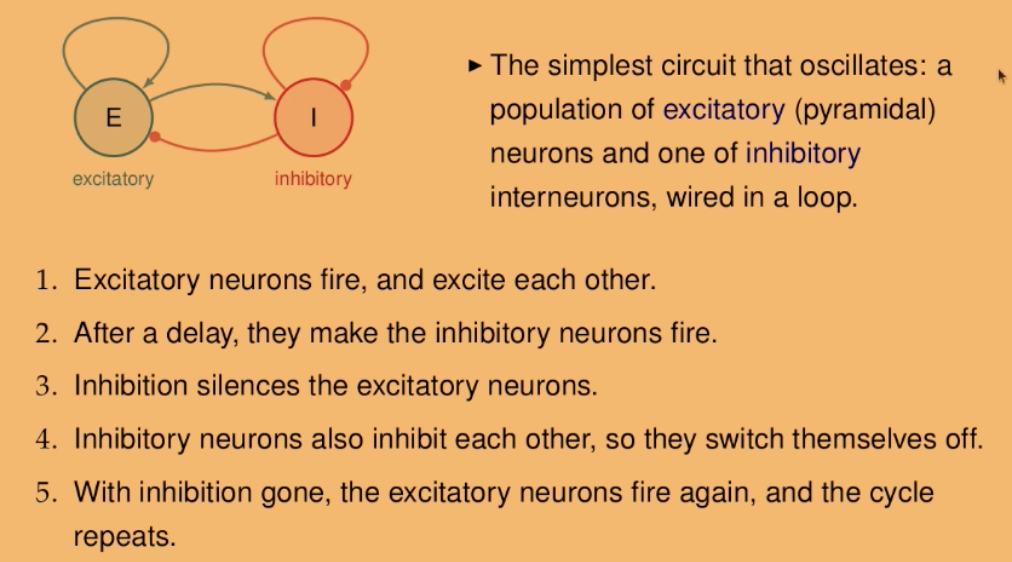 E
I
excitatory
inhibitory
▸ The simplest circuit that oscillates: a
population of excitatory (pyramidal)
neurons and one of inhibitory
interneurons, wired in a loop.
1. Excitatory neurons fire, and excite each other.
2. After a delay, they make the inhibitory neurons fire.
3. Inhibition silences the excitatory neurons.
4. Inhibitory neurons also inhibit each other, so they switch themselves off.
5. With inhibition gone, the excitatory neurons fire again, and the cycle
repeats.